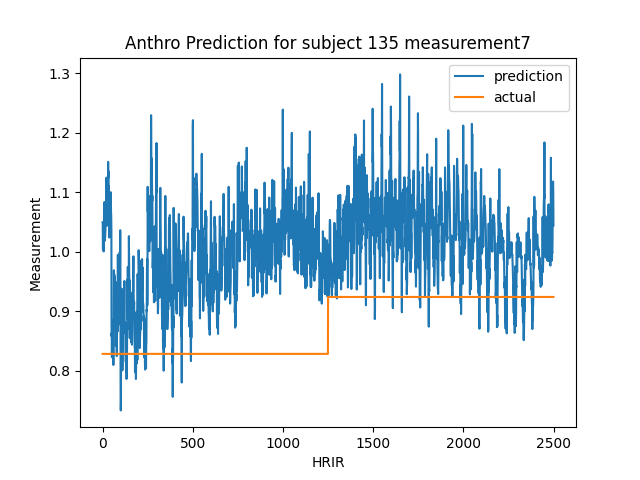 Anthro Prediction for subject 135 measurement7
prediction
actual
1.3
1.2
1.1
1.0
0.9
0.8
Measurement
0
500
1000
1500
2000
2500
HRIR